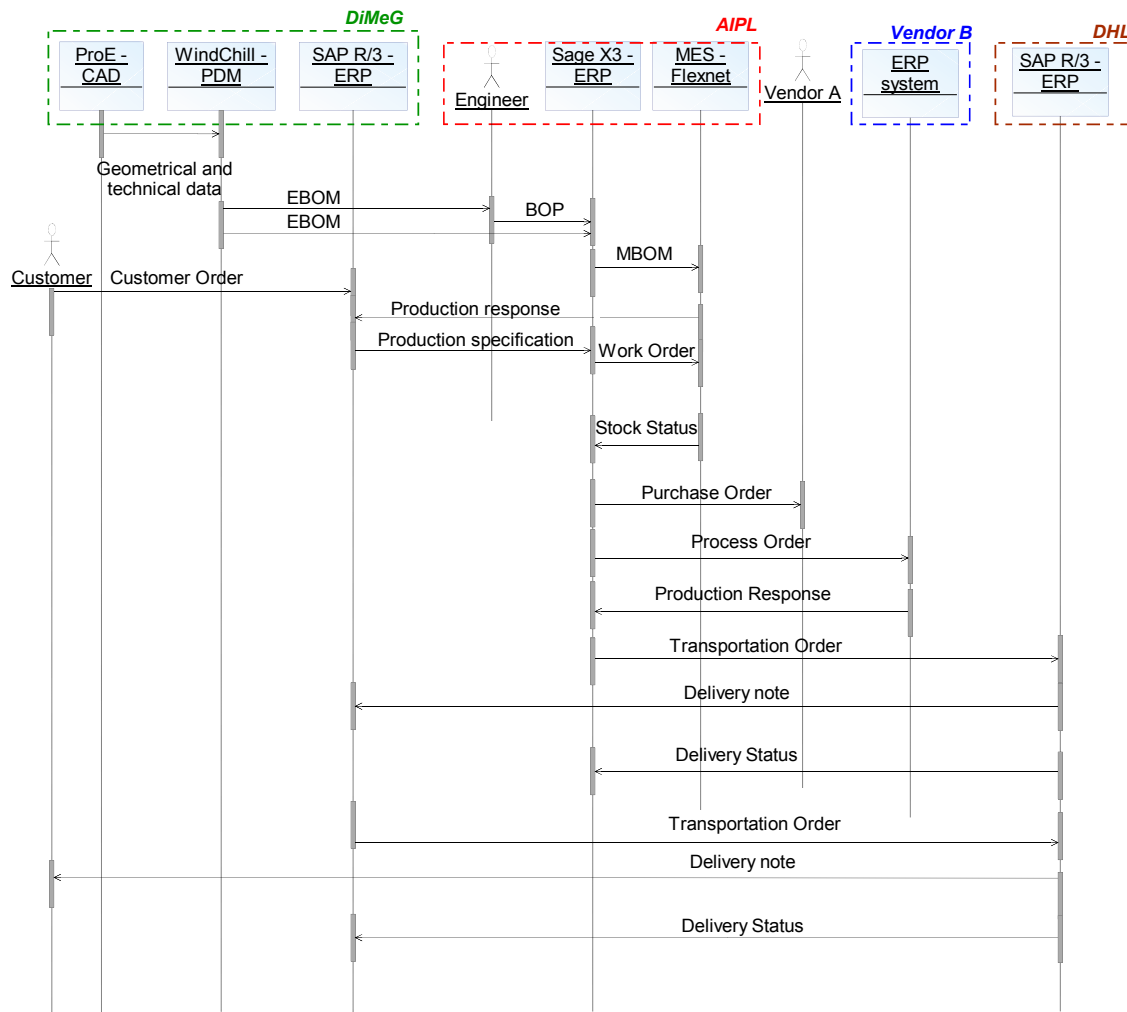 DiMeG
AIPL
Vendor B
DHL
ProE -
CAD
WindChill -
PDM
SAP R/3 -
ERP
Engineer
Sage X3 -
ERP
MES -
Flexnet
Vendor A
ERP
system
SAP R/3 -
ERP
Geometrical and
technical data
EBOM
BOP
EBOM
MBOM
Customer
Customer Order
Production response
Production specification
Work Order
Stock Status
Purchase Order
Process Order
Production Response
Transportation Order
Delivery note
Delivery Status
Transportation Order
Delivery note
Delivery Status